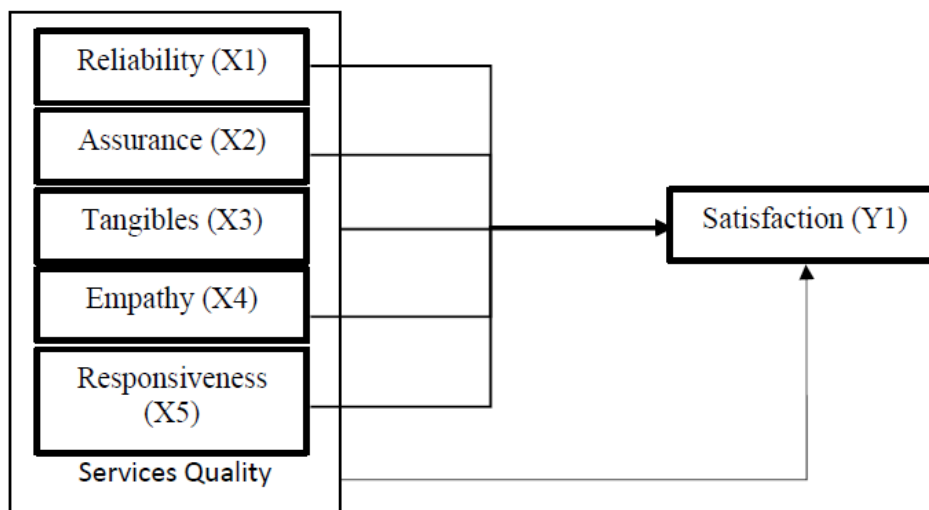 Reliability (X1)
Assurance (X2)
Tangibles (X3)
Empathy (X4)
Responsiveness
(X5)
Services Quality
Satisfaction (Y1)